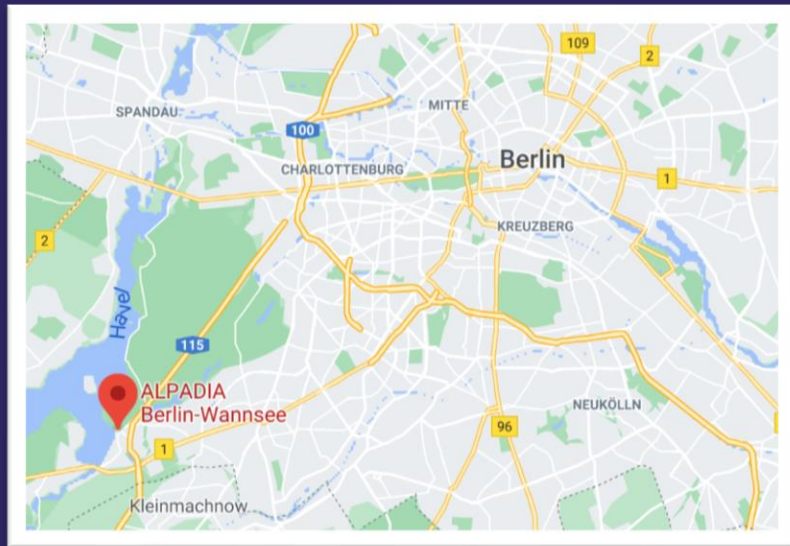 109
2
SPANDAU
MITTE
100
Berlin
CHARLOTTENBURG
1
KREUZBERG
2
Havel
115
ALPADIA
Berlin-Wannsee
NEUKÖLLN
96
1
Kleinmachnow